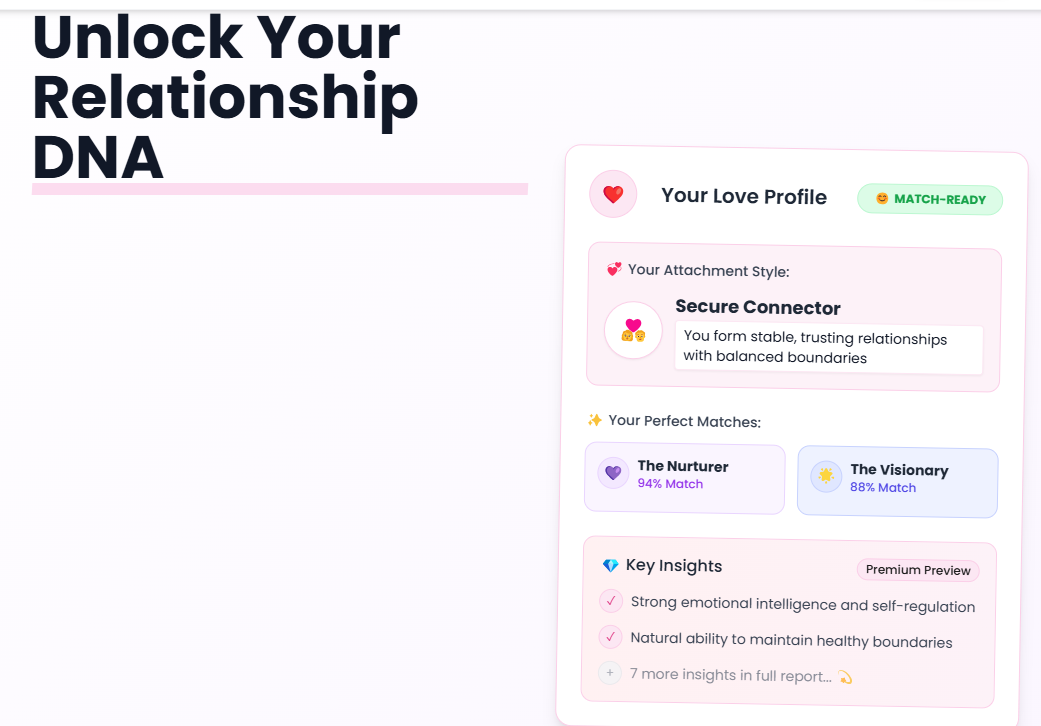 Unlock Your
Relationship
DNA
❤️ Your Love Profile
😊 MATCH-READY
💞 Your Attachment Style:
Secure Connector
You form stable, trusting relationships
with balanced boundaries
✨ Your Perfect Matches:
💜 The Nurturer
94% Match
🌟 The Visionary
88% Match
💎 Key Insights
Premium Preview
✓ Strong emotional intelligence and self-regulation
✓ Natural ability to maintain healthy boundaries
+ 7 more insights in full report... 💫